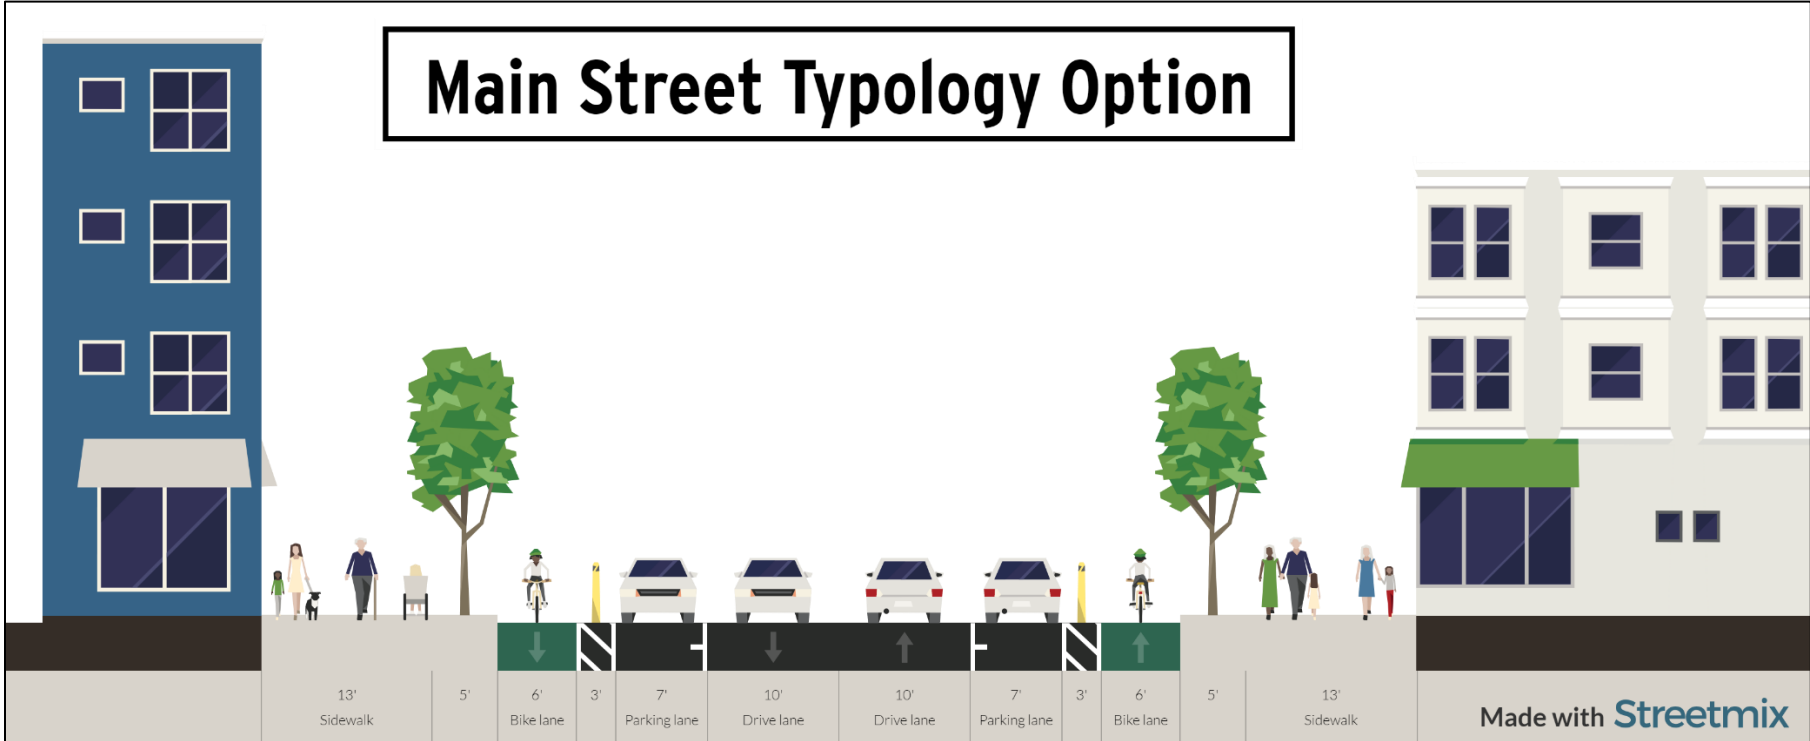 Main Street Typology Option
13' 5' 6' 3' 7' 10' 10' 7' 3' 6' 5' 13'
Sidewalk Bike lane Parking lane Drive lane Drive lane Parking lane Bike lane Sidewalk
Made with Streetmix